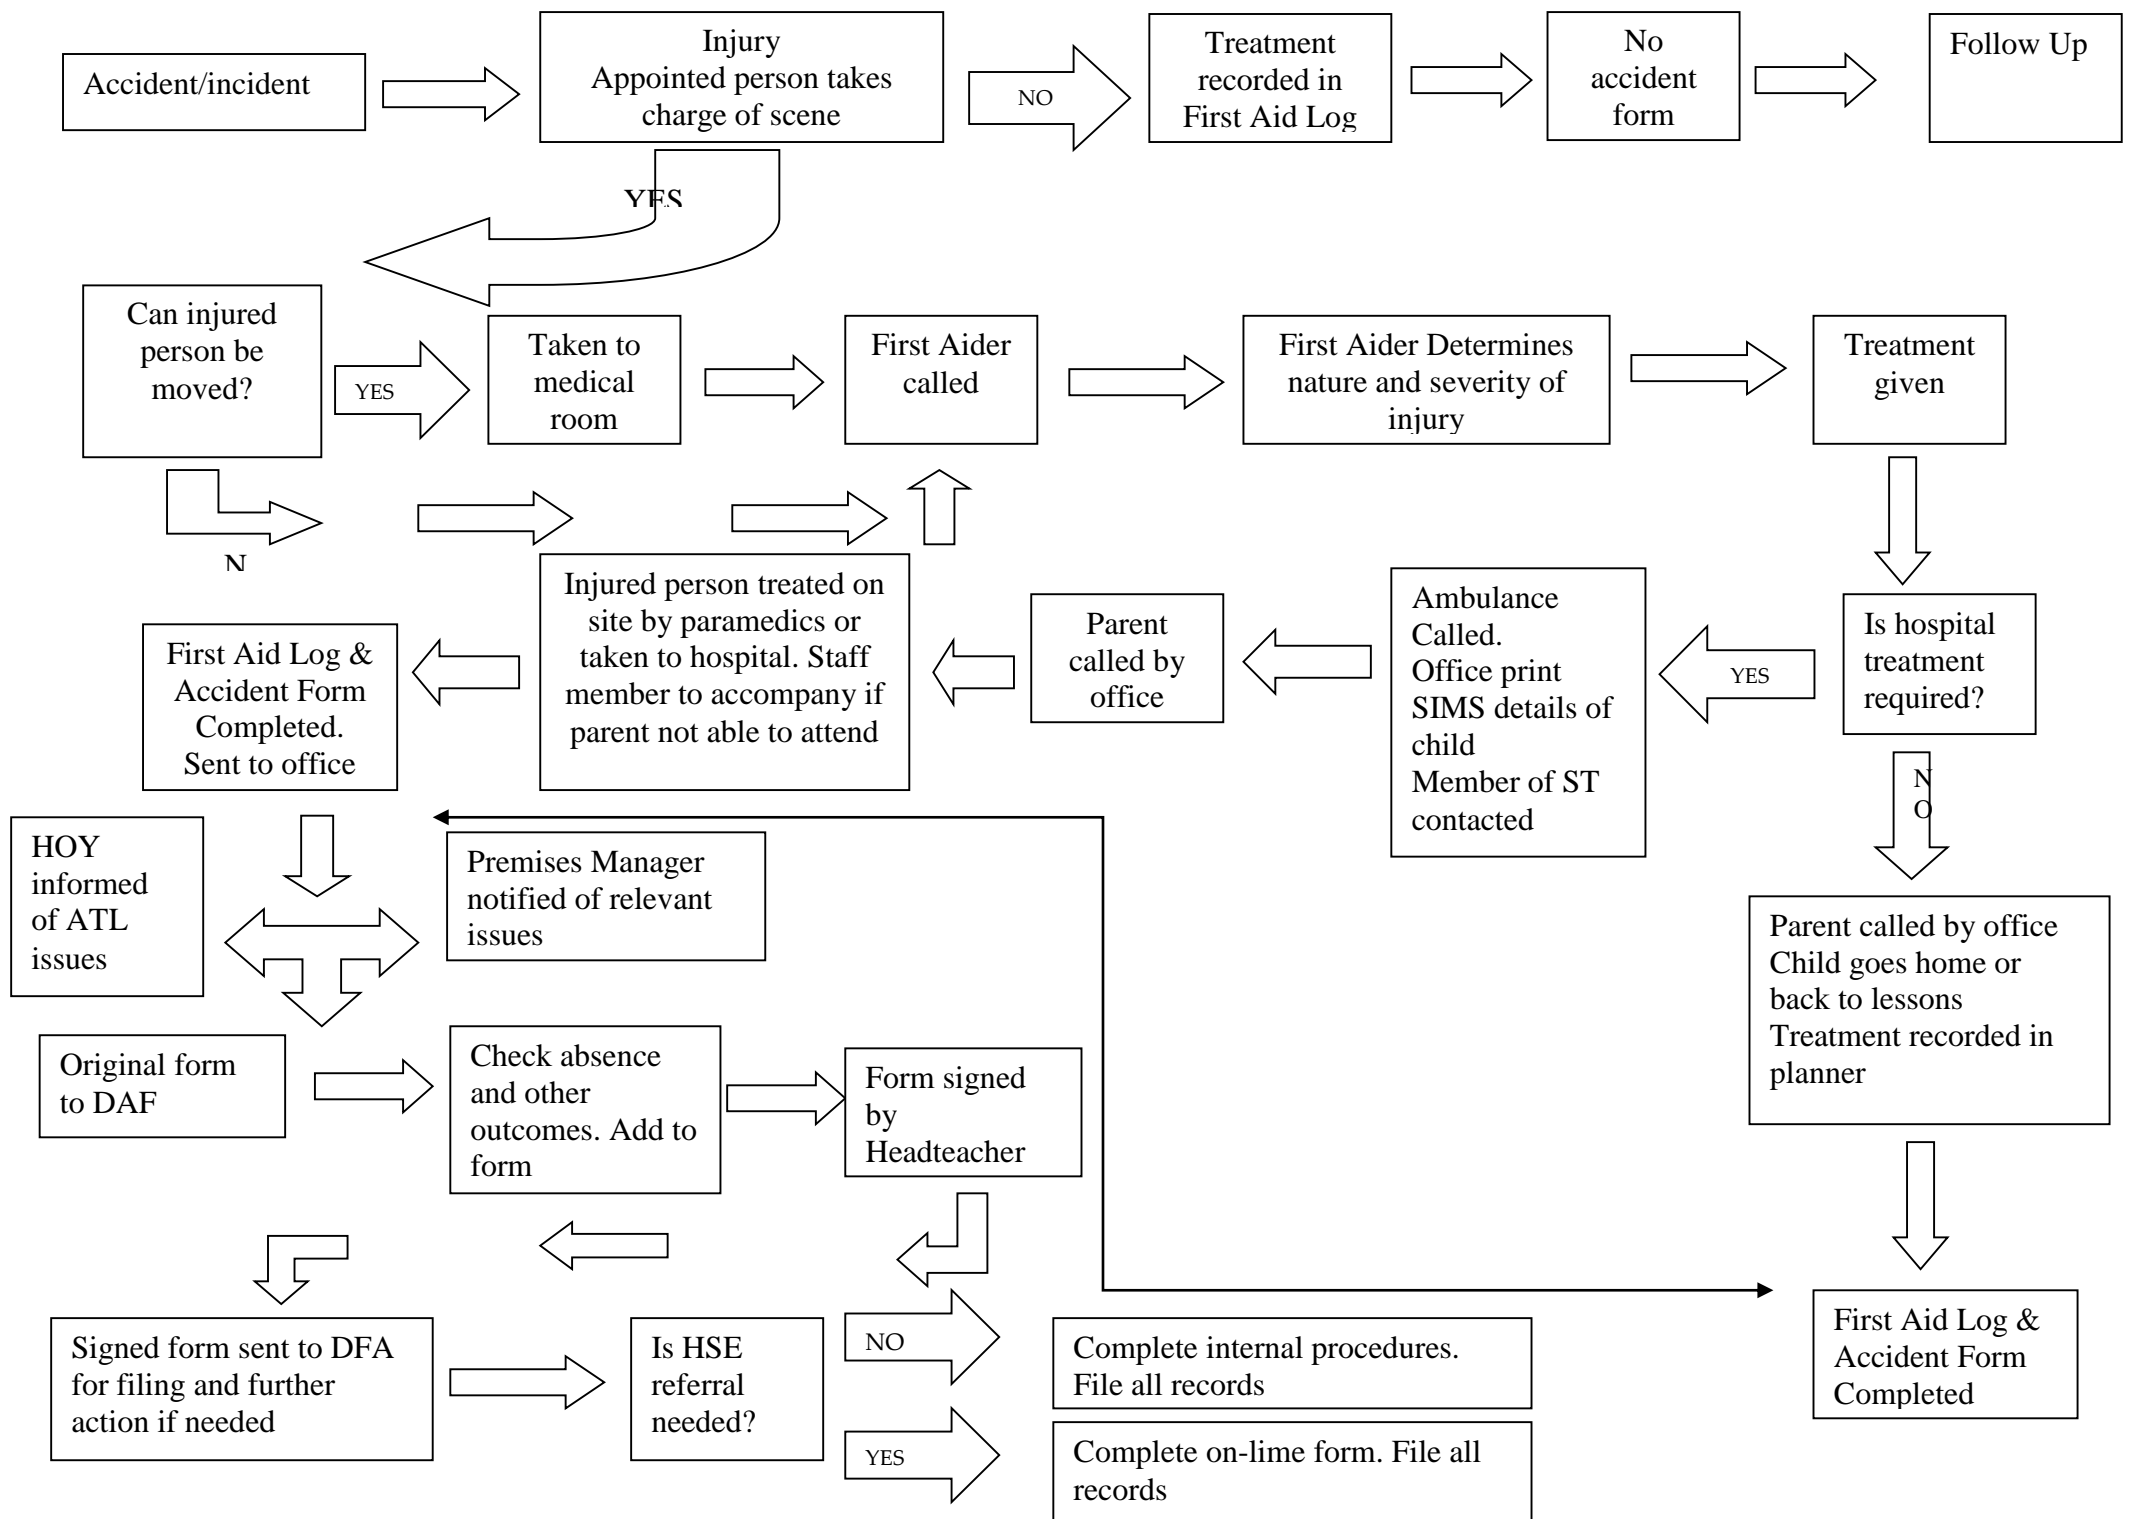 Accident/incident
Injury
Appointed person takes
charge of scene
NO
Treatment
recorded in
First Aid Log
No
accident
form
Follow Up
YES
Can injured
person be
moved?
YES
Taken to
medical
room
First Aider
called
First Aider Determines
nature and severity of
injury
Treatment
given
N
First Aid Log &
Accident Form
Completed.
Sent to office
Injured person treated on
site by paramedics or
taken to hospital. Staff
member to accompany if
parent not able to attend
Parent
called by
office
Ambulance
Called.
Office print
SIMS details of
child
Member of ST
contacted
YES
Is hospital
treatment
required?
N
O
HOY
informed
of ATL
issues
Premises Manager
notified of relevant
issues
Parent called by office
Child goes home or
back to lessons
Treatment recorded in
planner
Original form
to DAF
Check absence
and other
outcomes. Add to
form
Form signed
by
Headteacher
Signed form sent to DFA
for filing and further
action if needed
Is HSE
referral
needed?
NO
Complete internal procedures.
File all records
YES
Complete on-lime form. File all
records
First Aid Log &
Accident Form
Completed